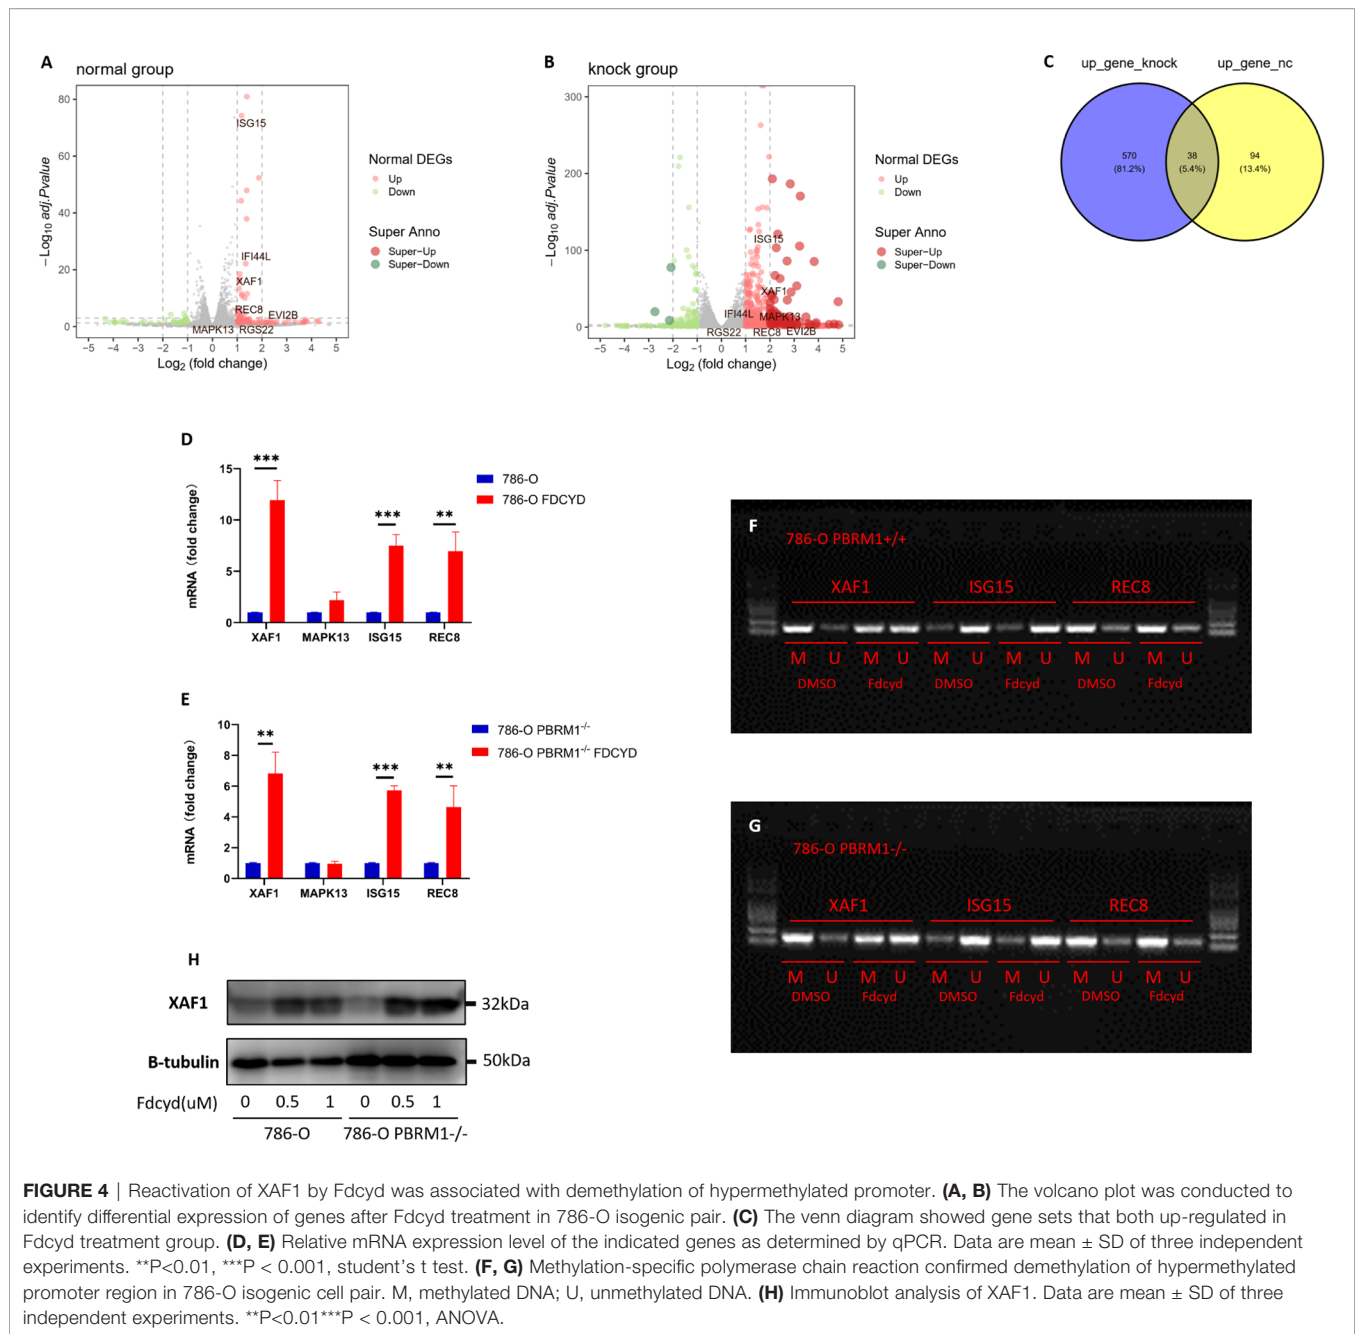 A
normal group
−Log10 adj.Pvalue
80
60
40
20
0
ISG15
IFI44L
XAF1
REC8
EVI2B
MAPK13
RGS22
−5 −4 −3 −2 −1 0 1 2 3 4 5
Log2 (fold change)
Normal DEGs
Up
Down
Super Anno
Super−Up
Super−Down
B
knock group
−Log10 adj.Pvalue
300
200
100
0
ISG15
XAF1
IFI44L
MAPK13
RGS22
REC8
EVI2B
−5 −4 −3 −2 −1 0 1 2 3 4 5
Log2 (fold change)
Normal DEGs
Up
Down
Super Anno
Super−Up
Super−Down
C
up_gene_knock
up_gene_nc
570
(81.2%)
38
(5.4%)
94
(13.4%)
D
mRNA (fold change)
15
10
5
0
***
***
**
XAF1 MAPK13 ISG15 REC8
786-O
786-O FDCYD
E
mRNA (fold change)
10
8
6
4
2
0
**
***
**
XAF1 MAPK13 ISG15 REC8
786-O PBRM1-/-
786-O PBRM1-/- FDCYD
F
786-O PBRM1+/+
XAF1 ISG15 REC8
M U M U M U M U M U M U
DMSO Fdcyd DMSO Fdcyd DMSO Fdcyd
G
786-O PBRM1-/-
XAF1 ISG15 REC8
M U M U M U M U M U M U
DMSO Fdcyd DMSO Fdcyd DMSO Fdcyd
H
XAF1
32kDa
B-tubulin
50kDa
Fdcyd(uM) 0 0.5 1 0 0.5 1
786-O 786-O PBRM1-/-
FIGURE 4 | Reactivation of XAF1 by Fdcyd was associated with demethylation of hypermethylated promoter. (A, B) The volcano plot was conducted to
identify differential expression of genes after Fdcyd treatment in 786-O isogenic pair. (C) The venn diagram showed gene sets that both up-regulated in
Fdcyd treatment group. (D, E) Relative mRNA expression level of the indicated genes as determined by qPCR. Data are mean ± SD of three independent
experiments. **P<0.01, ***P < 0.001, student's t test. (F, G) Methylation-specific polymerase chain reaction confirmed demethylation of hypermethylated
promoter region in 786-O isogenic cell pair. M, methylated DNA; U, unmethylated DNA. (H) Immunoblot analysis of XAF1. Data are mean ± SD of three
independent experiments. **P<0.01***P < 0.001, ANOVA.